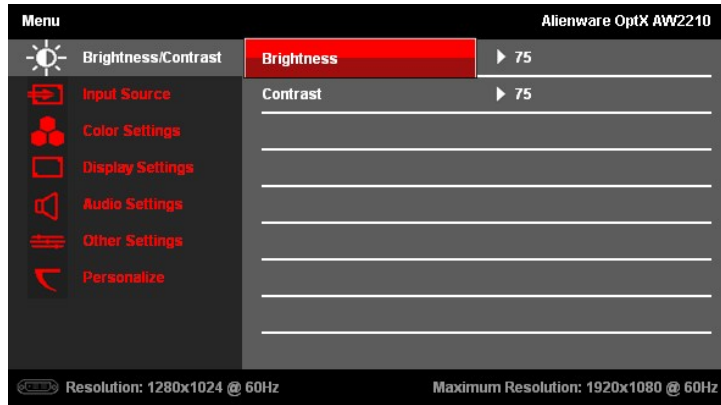 Menu Alienware OptX AW2210
Brightness/Contrast Brightness 75
Input Source Contrast 75
Color Settings
Display Settings
Audio Settings
Other Settings
Personalize
Resolution: 1280x1024 @ 60Hz Maximum Resolution: 1920x1080 @ 60Hz